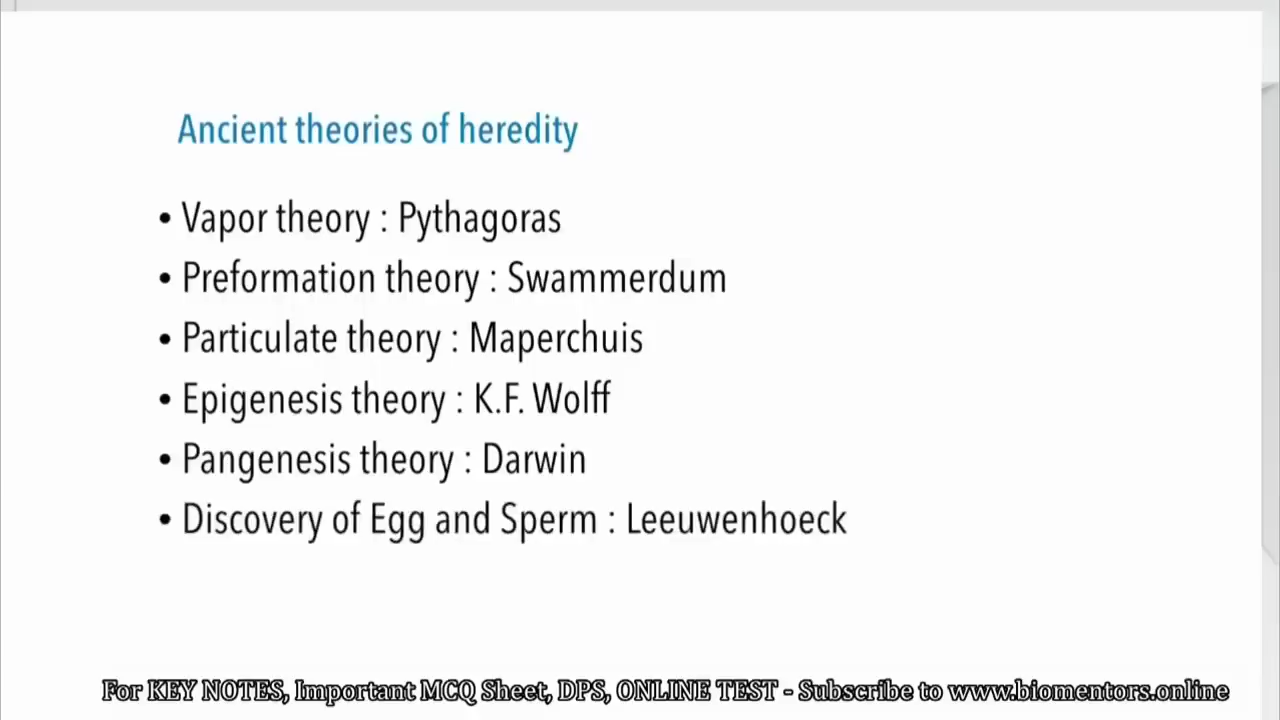 Ancient theories of heredity
• Vapor theory : Pythagoras
• Preformation theory : Swammerdum
• Particulate theory : Maperchuis
• Epigenesis theory : K.F. Wolff
• Pangenesis theory : Darwin
• Discovery of Egg and Sperm : Leeuwenhoeck
For KEY NOTES, Important MCQ Sheet, DPS, ONLINE TEST - Subscribe to www.biomentors.online